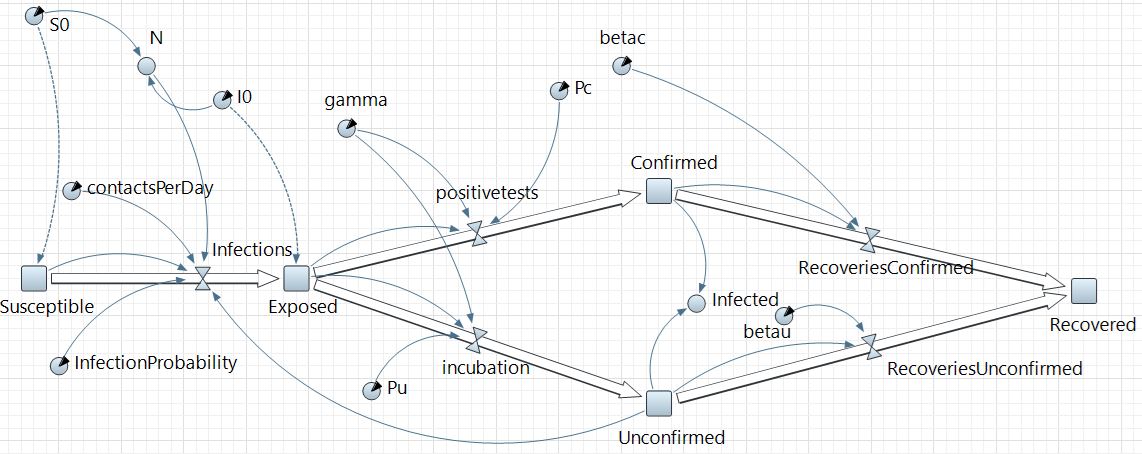 S0
N
betac
I0
gamma
Pc
Confirmed
contactsPerDay
positivetests
Infections
RecoveriesConfirmed
Susceptible
Exposed
Infected
betau
Recovered
InfectionProbability
incubation
RecoveriesUnconfirmed
Pu
Unconfirmed